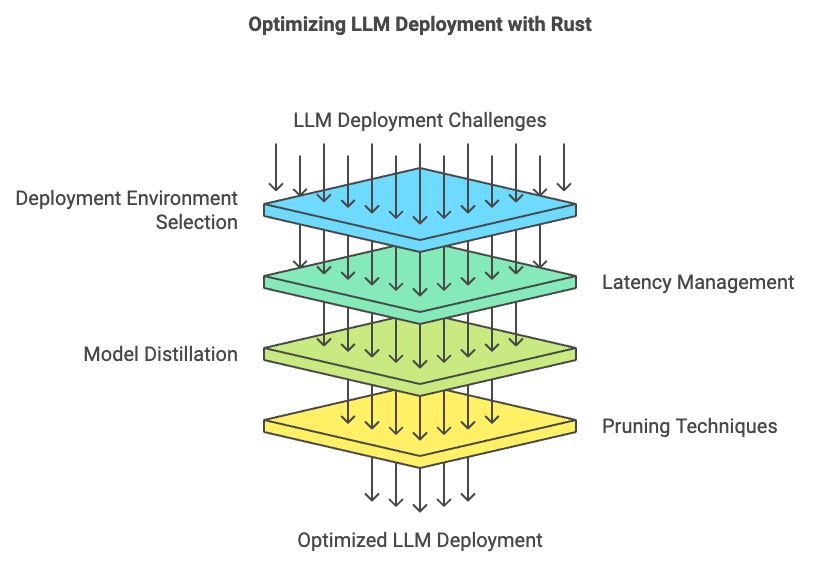 Optimizing LLM Deployment with Rust
LLM Deployment Challenges
Deployment Environment
Selection
Latency Management
Model Distillation
Pruning Techniques
Optimized LLM Deployment